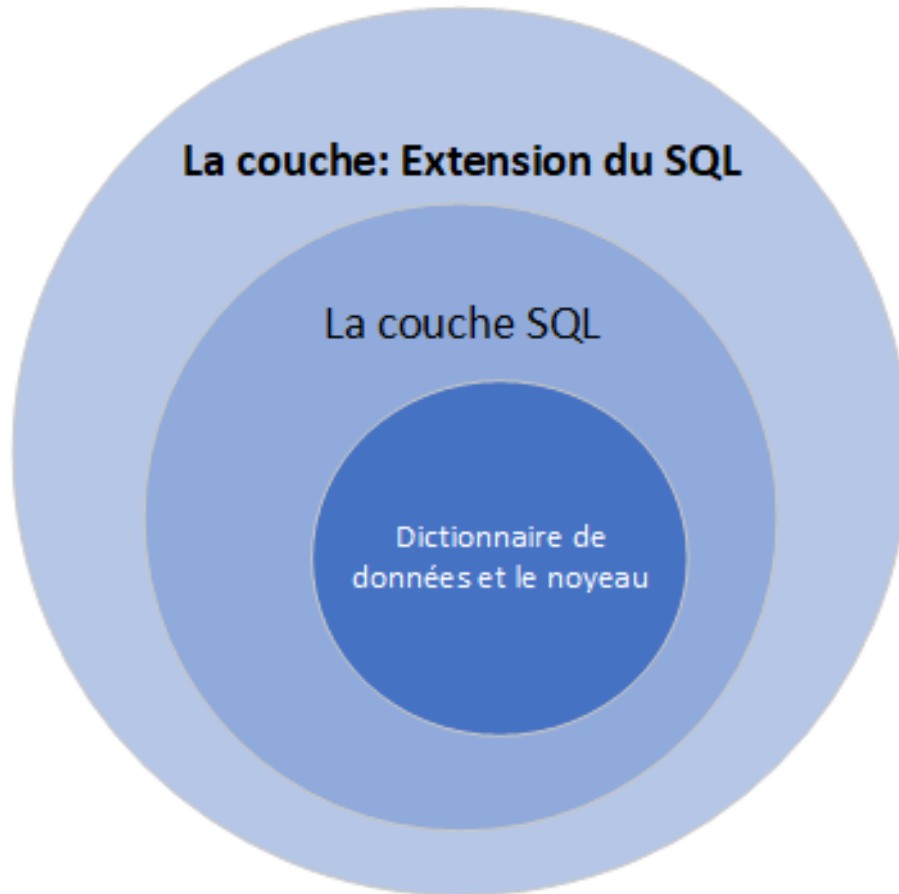 La couche: Extension du SQL
La couche SQL
Dictionnaire de
données et le noyeau